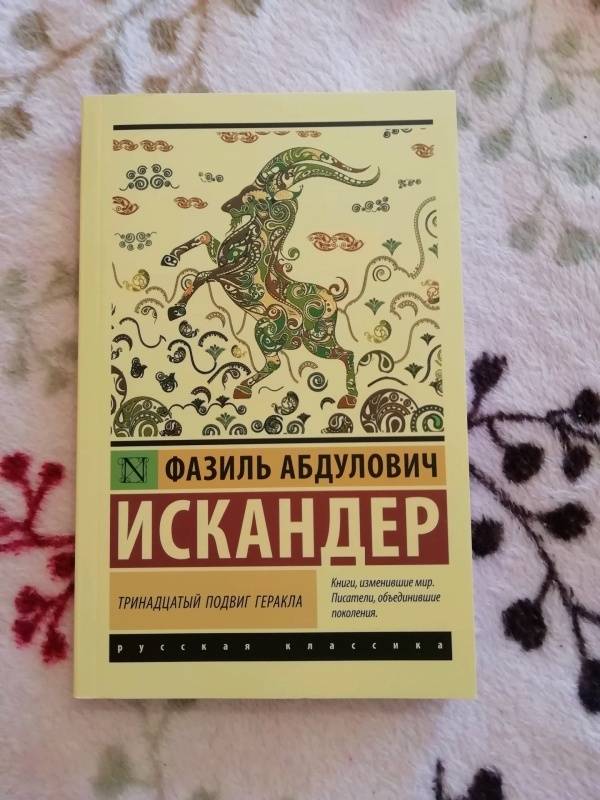 N
ФАЗИЛЬ АБДУЛОВИЧ
ИСКАНДЕР
ТРИНАДЦАТЫЙ ПОДВИГ ГЕРАКЛА
Книги, изменившие мир.
Писатели, объединившие
поколения.
русская классика